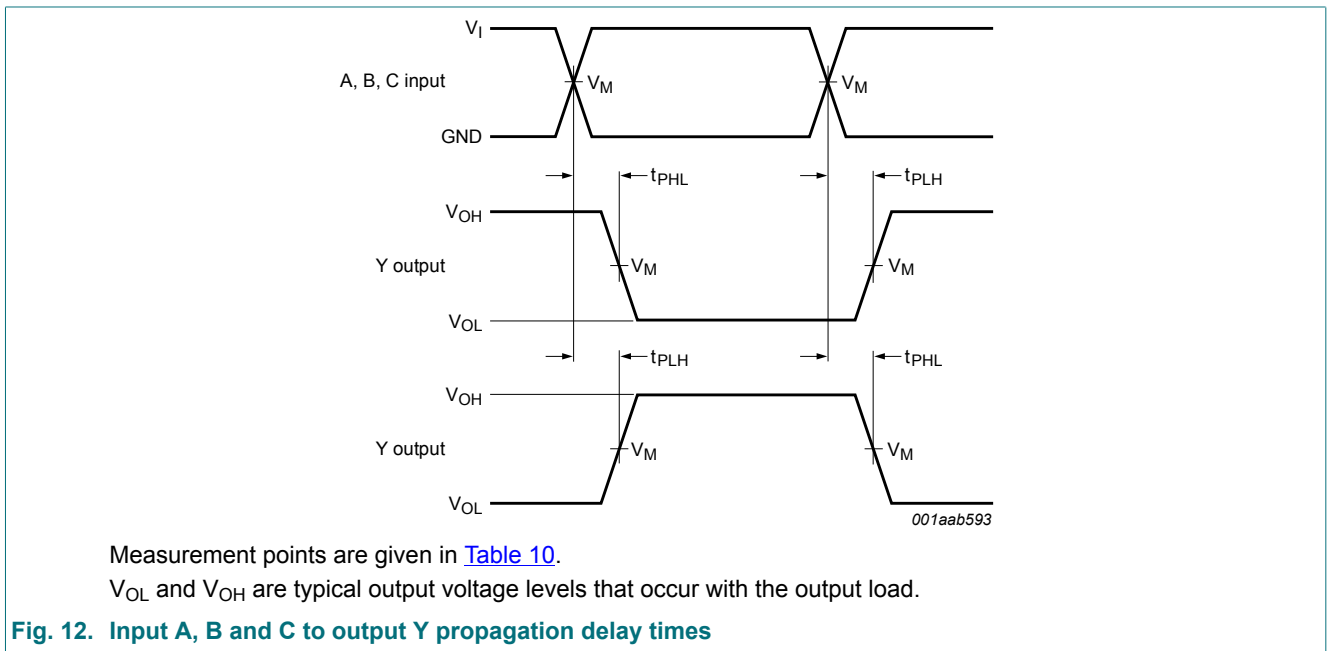 V_I
A, B, C input
V_M V_M
GND
t_PHL t_PLH
V_OH
Y output
V_M V_M
V_OL
t_PLH t_PHL
V_OH
Y output
V_M V_M
V_OL
001aab593
Measurement points are given in Table 10.
V_OL and V_OH are typical output voltage levels that occur with the output load.
Fig. 12. Input A, B and C to output Y propagation delay times